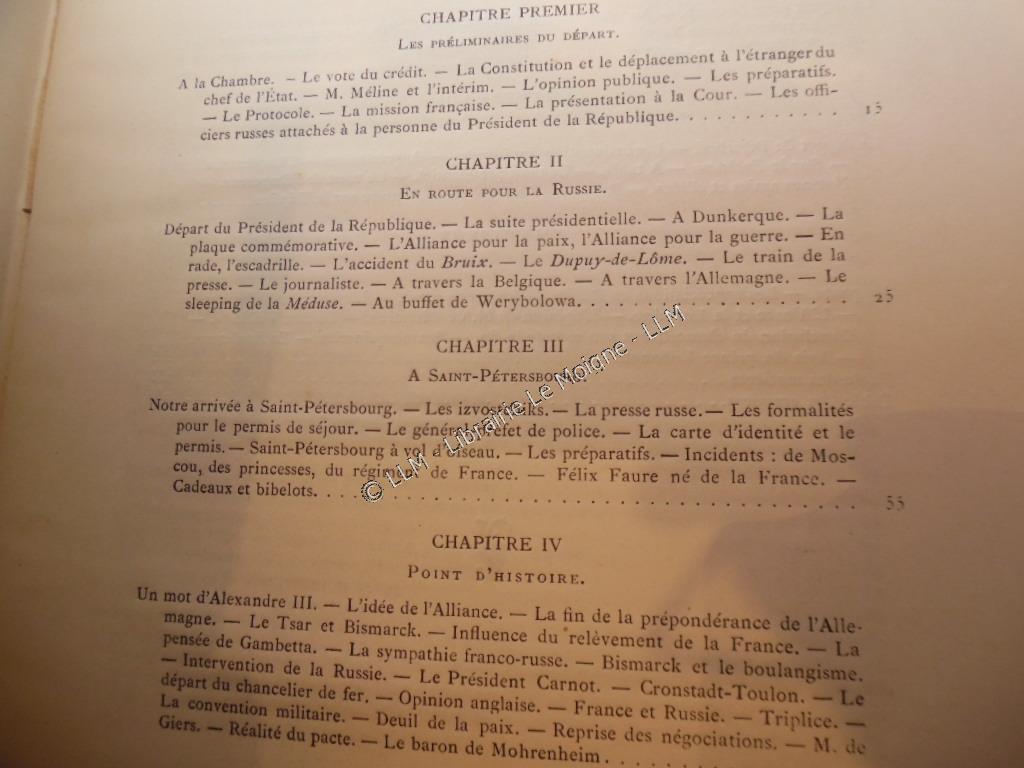 CHAPITRE PREMIER
LES PRÉLIMINAIRES DU DÉPART.
A la Chambre. — Le vote du crédit. — La Constitution et le déplacement à l'étranger du
chef de l'État. — M. Méline et l'intérim. — L'opinion publique. — Les préparatifs.
— Le Protocole. — La mission française. — La présentation à la Cour. — Les offi-
ciers russes attachés à la personne du Président de la République. . . . . . . . . . . . 15
CHAPITRE II
EN ROUTE POUR LA RUSSIE.
Départ du Président de la République. — La suite présidentielle. — A Dunkerque. — La
plaque commémorative. — L'Alliance pour la paix, l'Alliance pour la guerre. — En
rade, l'escadrille. — L'accident du Bruix. — Le Dupuy-de-Lôme. — Le train de la
presse. — Le journaliste. — A travers la Belgique. — A travers l'Allemagne. — Le
sleeping de la Méduse. — Au buffet de Werybolowa. . . . . . . . . . . . . . . . . . 25
CHAPITRE III
A SAINT-PÉTERSBOURG.
Notre arrivée à Saint-Pétersbourg. — Les — La presse russe. — Les formalités
pour le permis de séjour. — Le général préfet de police. — La carte d'identité et le
permis. — Saint-Pétersbourg à vol d'oiseau. — Les préparatifs. — Incidents : de Mos-
cou, des princesses, du régiment de France. — Félix Faure né de la France. —
Cadeaux et bibelots. . . . . . . . . . . . . . . . . . . . . . . . . . . . . . 55
CHAPITRE IV
POINT D'HISTOIRE.
Un mot d'Alexandre III. — L'idée de l'Alliance. — La fin de la prépondérance de l'Alle-
magne. — Le Tsar et Bismarck. — Influence du relèvement de la France. — La
pensée de Gambetta. — La sympathie franco-russe. — Bismarck et le boulangisme.
— Intervention de la Russie. — Le Président Carnot. — Cronstadt-Toulon. — Le
départ du chancelier de fer. — Opinion anglaise. — France et Russie. — Triplice. —
La convention militaire. — Deuil de la paix. — Reprise des négociations. — M. de
Giers. — Réalité du pacte. — Le baron de Mohrenheim . . . . . . . . . .
© LLM - Librairie Le Moigne - LLM